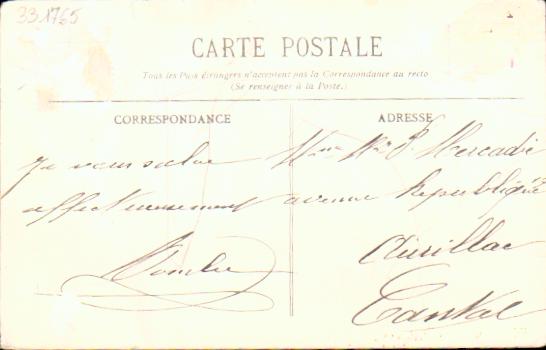 33 1765
CARTE POSTALE
Tous les Pays étrangers n'acceptent pas la Correspondance au recto
(Se renseigner à la Poste.)
CORRESPONDANCE
Je vous salue
affectueusement
ADRESSE
Mme Mercadié
avenue République
Aurillac
Cantal